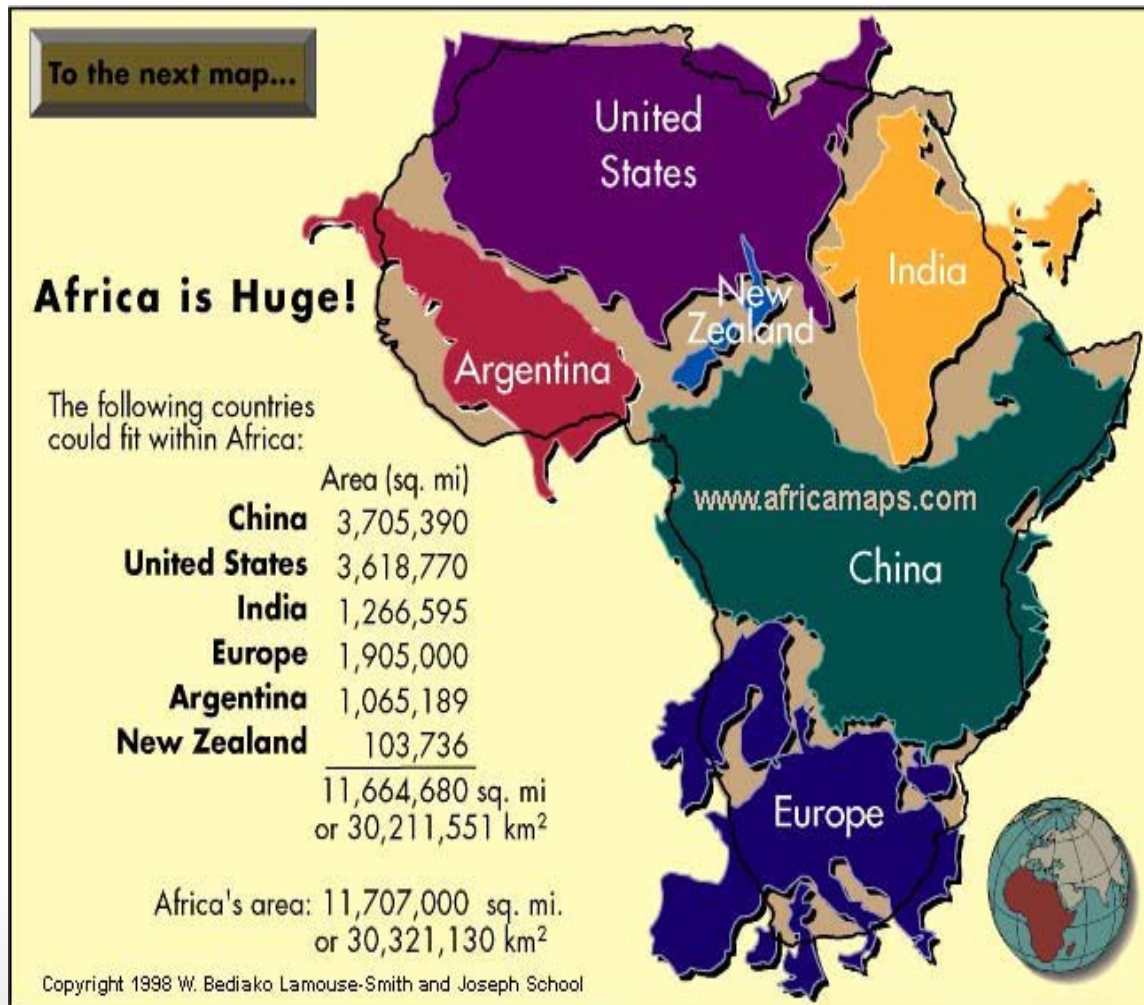 To the next map...
United
States
India
New
Zealand
Africa is Huge!
Argentina
The following countries
could fit within Africa:
Area (sq. mi)
China 3,705,390
United States 3,618,770
India 1,266,595
Europe 1,905,000
Argentina 1,065,189
New Zealand 103,736
11,664,680 sq. mi
or 30,211,551 km²
Africa's area: 11,707,000 sq. mi.
or 30,321,130 km²
www.africamaps.com
China
Europe
Copyright 1998 W. Bediako Lamouse-Smith and Joseph School